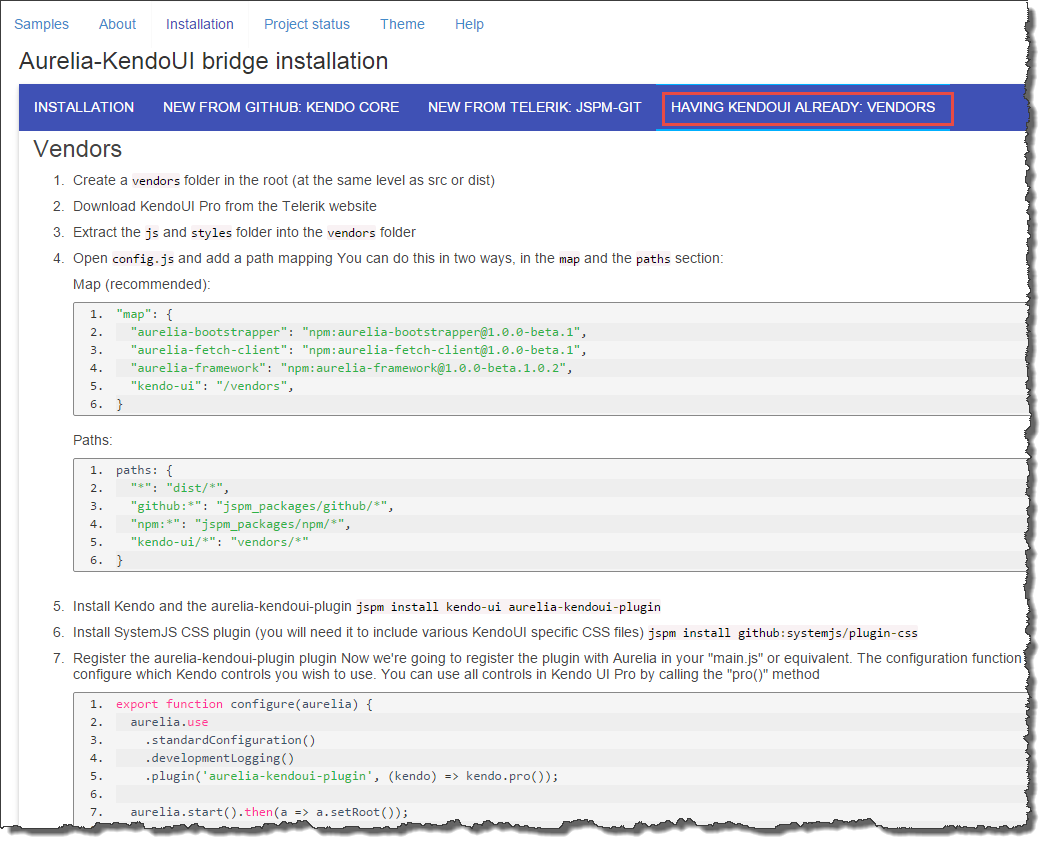 Samples About Installation Project status Theme Help
Aurelia-KendoUI bridge installation
INSTALLATION NEW FROM GITHUB: KENDO CORE NEW FROM TELERIK: JSPM-GIT HAVING KENDOUI ALREADY: VENDORS
Vendors
1. Create a vendors folder in the root (at the same level as src or dist)
2. Download KendoUI Pro from the Telerik website
3. Extract the js and styles folder into the vendors folder
4. Open config.js and add a path mapping You can do this in two ways, in the map and the paths section:
Map (recommended):
1. "map": {
2. "aurelia-bootstrapper": "npm:aurelia-bootstrapper@1.0.0-beta.1",
3. "aurelia-fetch-client": "npm:aurelia-fetch-client@1.0.0-beta.1",
4. "aurelia-framework": "npm:aurelia-framework@1.0.0-beta.1.0.2",
5. "kendo-ui": "/vendors",
6. }
Paths:
1. paths: {
2. "*": "dist/*",
3. "github:*": "jspm_packages/github/*",
4. "npm:*": "jspm_packages/npm/*",
5. "kendo-ui/*": "vendors/*"
6. }
5. Install Kendo and the aurelia-kendoui-plugin jspm install kendo-ui aurelia-kendoui-plugin
6. Install SystemJS CSS plugin (you will need it to include various KendoUI specific CSS files) jspm install github:systemjs/plugin-css
7. Register the aurelia-kendoui-plugin plugin Now we're going to register the plugin with Aurelia in your "main.js" or equivalent. The configuration function
configure which Kendo controls you wish to use. You can use all controls in Kendo UI Pro by calling the "pro()" method
1. export function configure(aurelia) {
2. aurelia.use
3. .standardConfiguration()
4. .developmentLogging()
5. .plugin('aurelia-kendoui-plugin', (kendo) => kendo.pro());
6.
7. aurelia.start().then(a => a.setRoot());